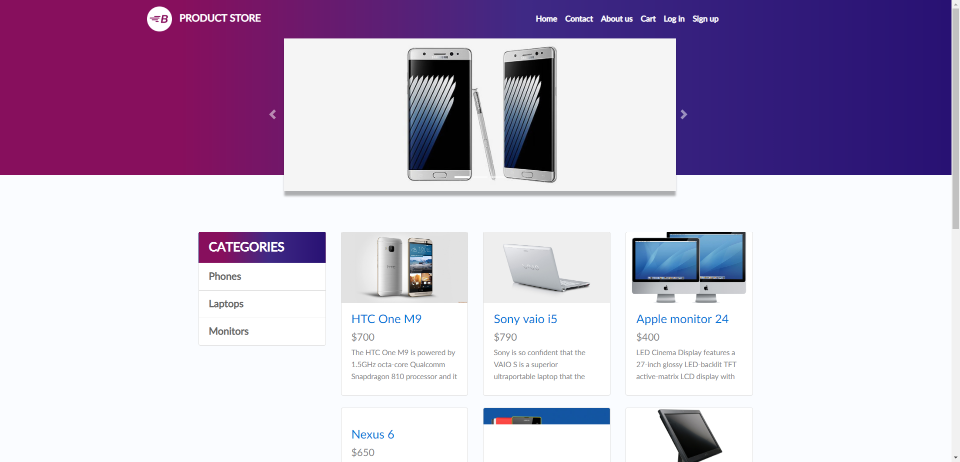 PRODUCT STORE
Home Contact About us Cart Log in Sign up
CATEGORIES
Phones
Laptops
Monitors
HTC One M9
$700
The HTC One M9 is powered by
1.5GHz octa-core Qualcomm
Snapdragon 810 processor and it
Sony vaio i5
$790
Sony is so confident that the
VAIO S is a superior
ultraportable laptop that the
Apple monitor 24
$400
LED Cinema Display features a
27-inch glossy LED-backlit TFT
active-matrix LCD display with
Nexus 6
$650